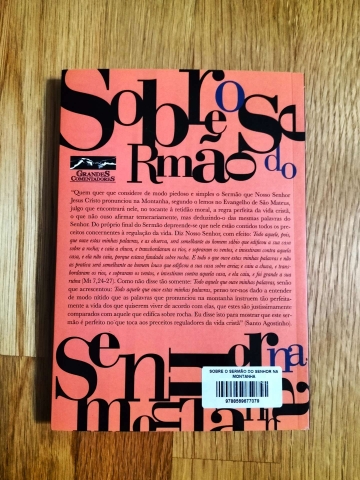 Sobre o Se
Rmão do
GRANDES
COMENTADORES
"Quem quer que considere de modo piedoso e simples o Sermão que Nosso Senhor
Jesus Cristo pronunciou na Montanha, segundo o lemos no Evangelho de São Mateus,
julgo que encontrará nele, no tocante à retidão moral, a regra perfeita da vida cristã,
o que não ouso afirmar temerariamente, mas deduzindo-o das mesmas palavras do
Senhor. Do próprio final do Sermão depreende-se que nele estão contidos todos os pre-
ceitos concernentes à regulação da vida. Diz Nosso Senhor, com efeito: Todo aquele, pois,
que ouve estas minhas palavras, e as observa, será semelhante ao homem sábio que edificou a sua casa
sobre a rocha; e caiu a chuva, e transbordaram os rios, e sopraram os ventos, e investiram contra aquela
casa, e ela não caiu, porque estava fundada sobre rocha. E todo o que ouve estas minhas palavras e não
as pratica será semelhante ao homem louco que edificou a sua casa sobre areia; caiu a chuva, e trans-
bordaram os rios, e sopraram os ventos, e investiram contra aquela casa, e ela caiu, e foi grande a sua
ruína (Mt 7,24-27). Como não disse tão somente: Todo aquele que ouve minhas palavras, senão
que acrescentou: Todo aquele que ouve estas minhas palavras, penso ter-nos dado a entender
de modo nítido que as palavras que pronunciou na montanha instruem tão perfeita-
mente a vida dos que quiserem viver de acordo com elas, que estes são justissimamente
comparados com aquele que edifica sobre rocha. Eu disse isto para mostrar que este ser-
mão é perfeito no que toca aos preceitos reguladores da vida cristã" (Santo Agostinho).
Senhor na
montanha
SOBRE O SERMÃO DO SENHOR NA
MONTANHA
9788569677079